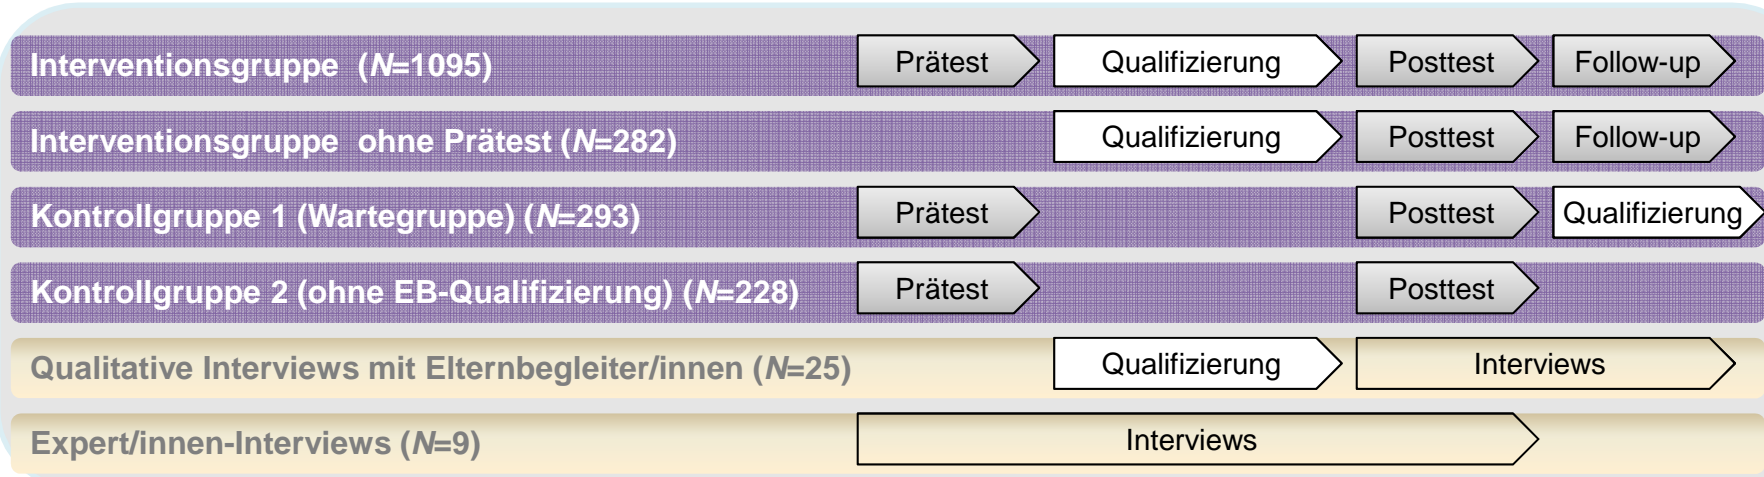 Interventionsgruppe (N=1095) Prätest Qualifizierung Posttest Follow-up
Interventionsgruppe ohne Prätest (N=282) Qualifizierung Posttest Follow-up
Kontrollgruppe 1 (Wartegruppe) (N=293) Prätest Posttest Qualifizierung
Kontrollgruppe 2 (ohne EB-Qualifizierung) (N=228) Prätest Posttest
Qualitative Interviews mit Elternbegleiter/innen (N=25) Qualifizierung Interviews
Expert/innen-Interviews (N=9) Interviews